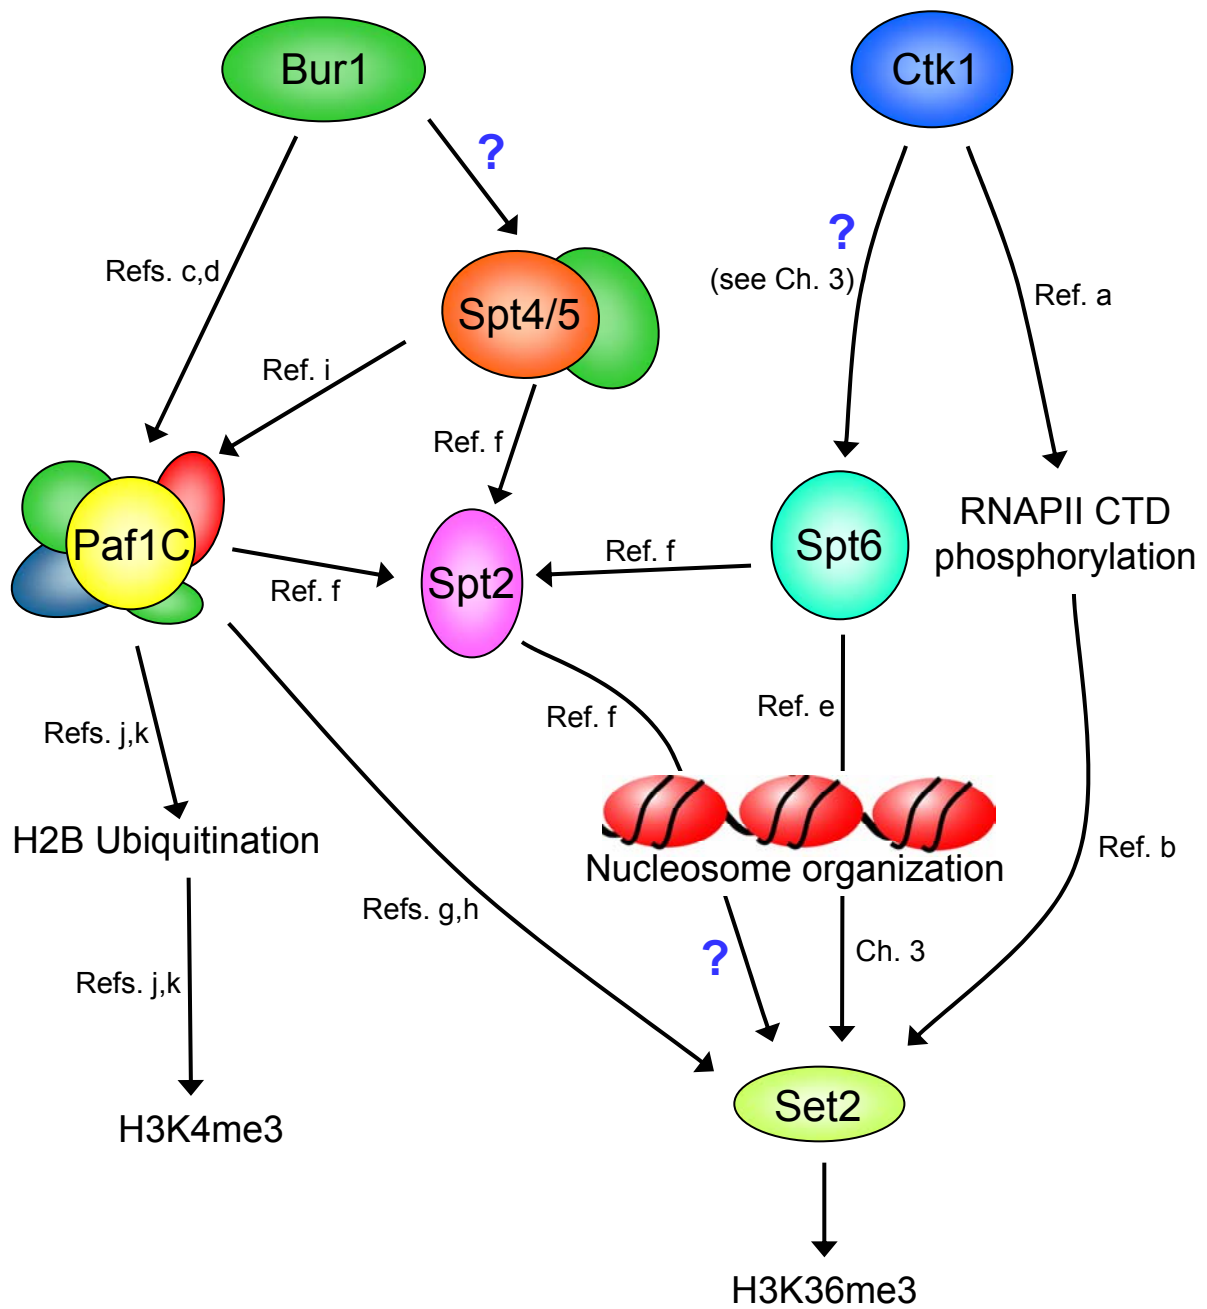 Bur1
Ctk1
?
?
(see Ch. 3)
Refs. c,d
Ref. a
Spt4/5
Ref. i
Ref. f
Paf1C
Ref. f
Spt2
Ref. f
Spt6
RNAPII CTD
phosphorylation
Refs. j,k
Ref. f
Ref. e
H2B Ubiquitination
Nucleosome organization
Ref. b
Refs. g,h
?
Ch. 3
Refs. j,k
H3K4me3
Set2
H3K36me3